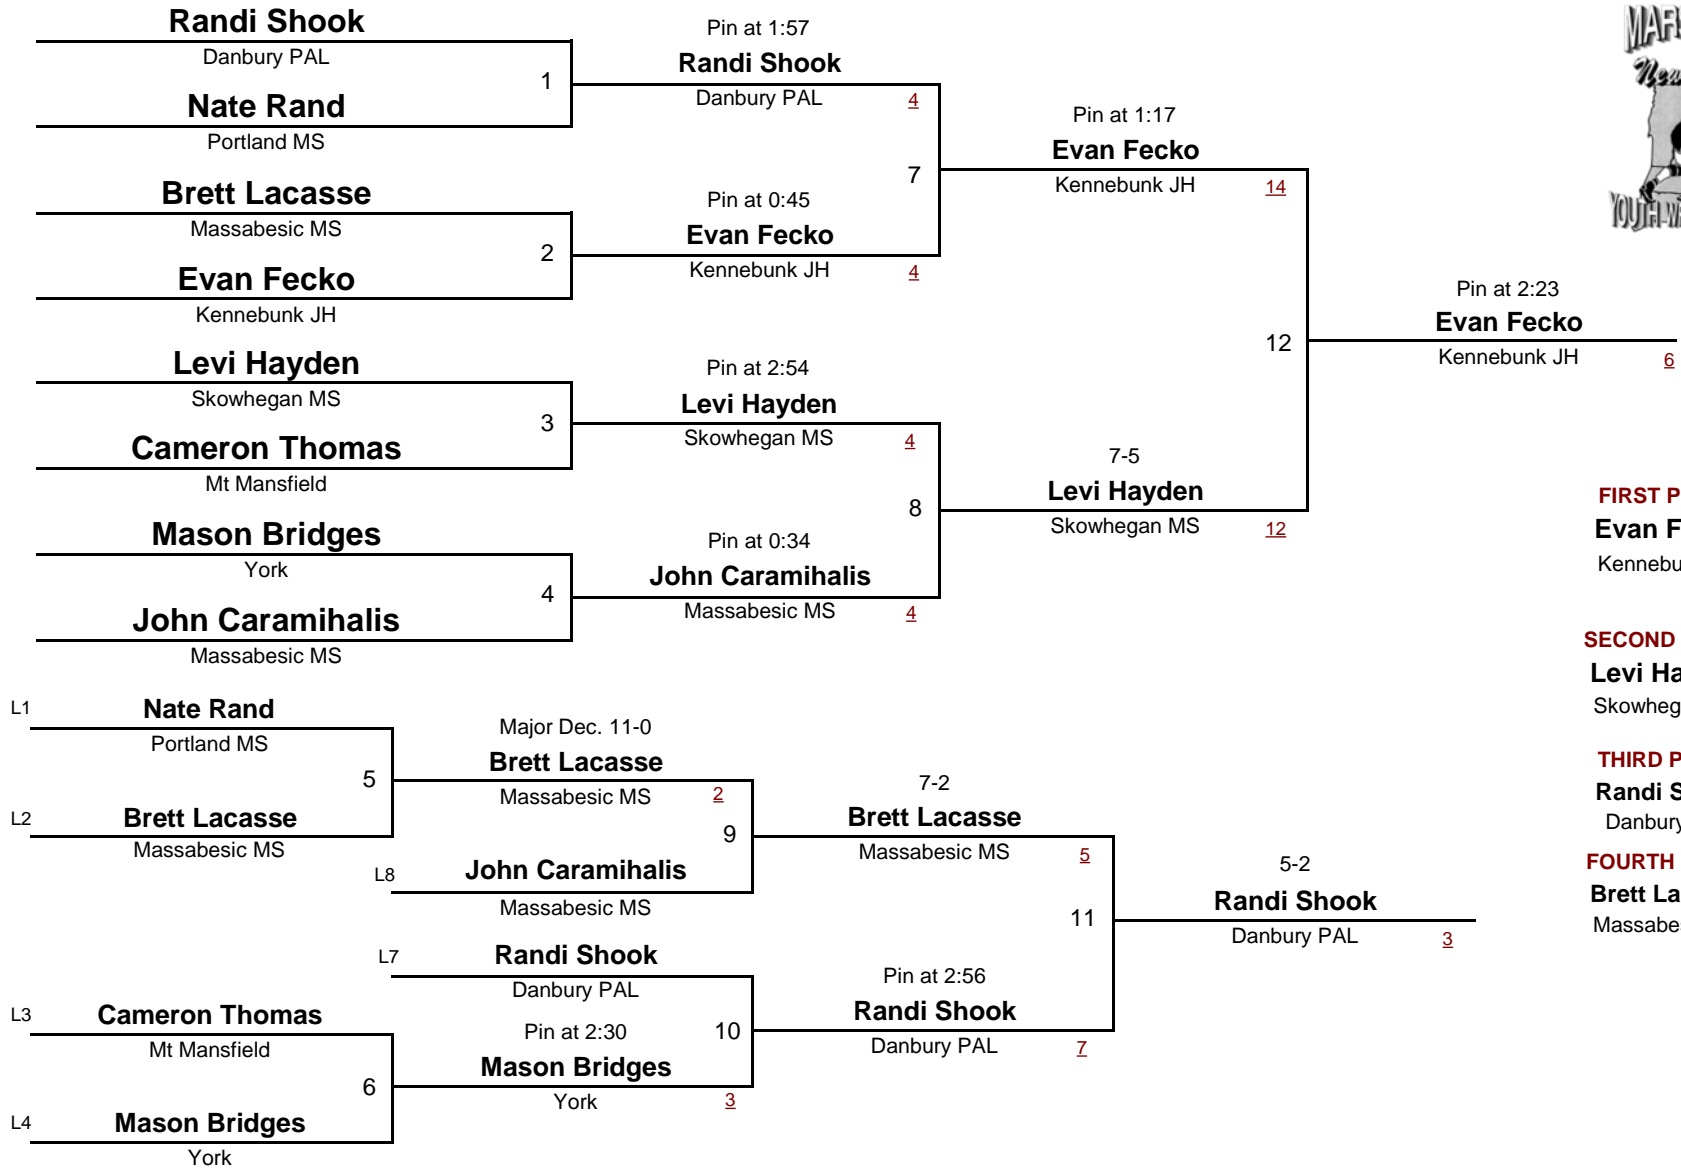 Randi Shook
Danbury PAL
1
Nate Rand
Portland MS
Brett Lacasse
Massabesic MS
2
Evan Fecko
Kennebunk JH
Levi Hayden
Skowhegan MS
3
Cameron Thomas
Mt Mansfield
Mason Bridges
York
4
John Caramihalis
Massabesic MS
Pin at 1:57
Randi Shook
Danbury PAL 4
7
Pin at 0:45
Evan Fecko
Kennebunk JH 4
Pin at 2:54
Levi Hayden
Skowhegan MS 4
8
Pin at 0:34
John Caramihalis
Massabesic MS 4
Pin at 1:17
Evan Fecko
Kennebunk JH 14
12
7-5
Levi Hayden
Skowhegan MS 12
Pin at 2:23
Evan Fecko
Kennebunk JH 6
L1 Nate Rand
Portland MS
5
L2 Brett Lacasse
Massabesic MS
L3 Cameron Thomas
Mt Mansfield
6
L4 Mason Bridges
York
Major Dec. 11-0
Brett Lacasse
Massabesic MS 2
9
L8 John Caramihalis
Massabesic MS
L7 Randi Shook
Danbury PAL
10
Pin at 2:30
Mason Bridges
York 3
7-2
Brett Lacasse
Massabesic MS 5
11
Pin at 2:56
Randi Shook
Danbury PAL 7
5-2
Randi Shook
Danbury PAL 3
FIRST P
Evan F
Kennebu
SECOND
Levi Ha
Skowheg
THIRD P
Randi S
Danbury
FOURTH
Brett La
Massabe